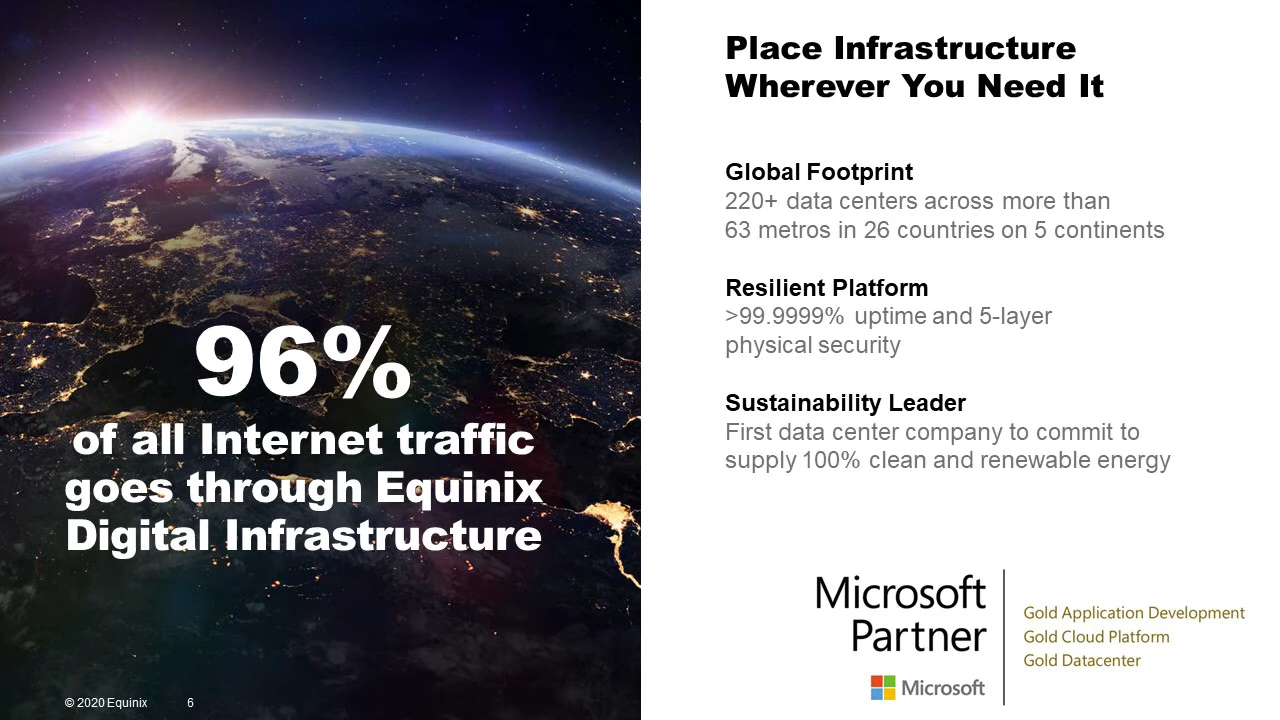 96%
of all Internet traffic
goes through Equinix
Digital Infrastructure
© 2020 Equinix
6
Place Infrastructure
Wherever You Need It
Global Footprint
220+ data centers across more than
63 metros in 26 countries on 5 continents
Resilient Platform
>99.9999% uptime and 5-layer
physical security
Sustainability Leader
First data center company to commit to
supply 100% clean and renewable energy
Microsoft
Partner
Microsoft
Gold Application Development
Gold Cloud Platform
Gold Datacenter